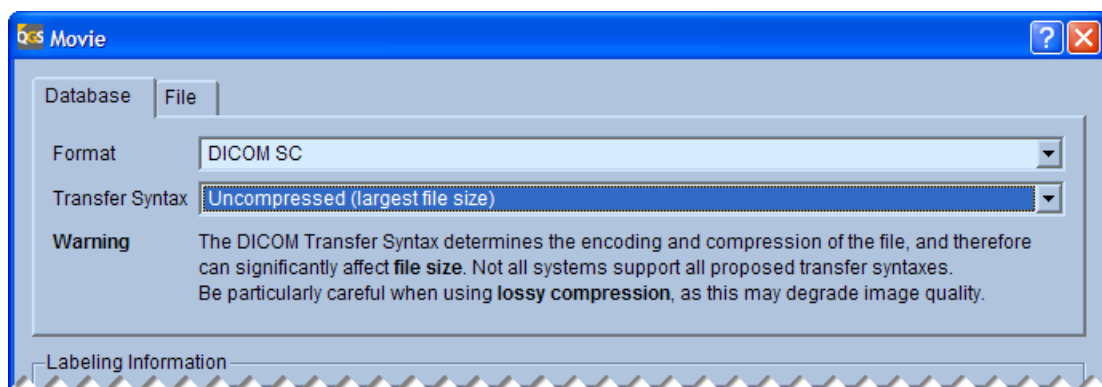 QGS Movie
Database File
Format DICOM SC
Transfer Syntax Uncompressed (largest file size)
Warning The DICOM Transfer Syntax determines the encoding and compression of the file, and therefore
can significantly affect file size. Not all systems support all proposed transfer syntaxes.
Be particularly careful when using lossy compression, as this may degrade image quality.
Labeling Information